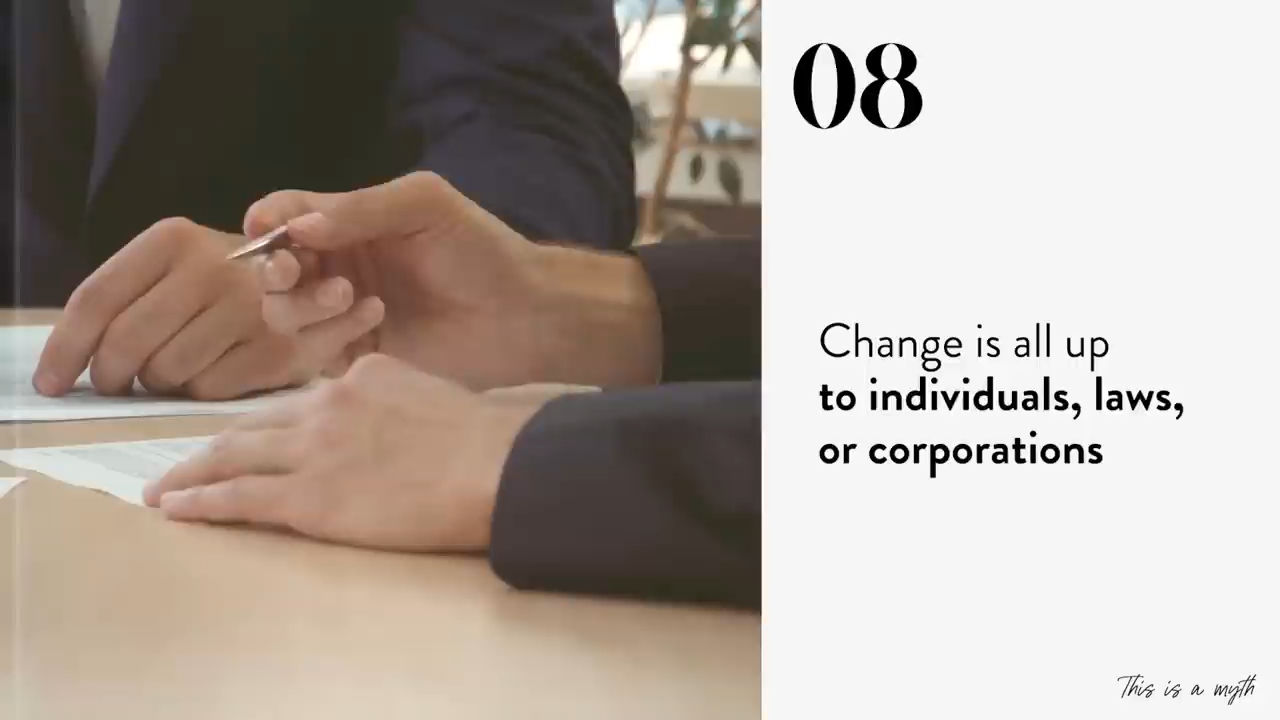 08
Change is all up
to individuals, laws,
or corporations
This is a myth